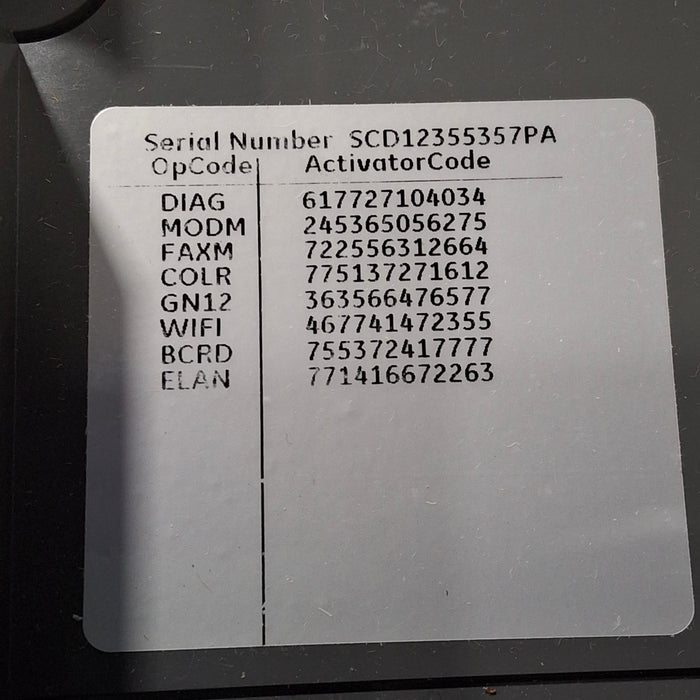 Serial Number SCD12355357PA
OpCode ActivatorCode
DIAG 617727104034
MODM 245365056275
FAXM 722556312664
COLR 775137271612
GN12 363566476577
WIFI 467741472355
BCRD 755372417777
ELAN 771416672263